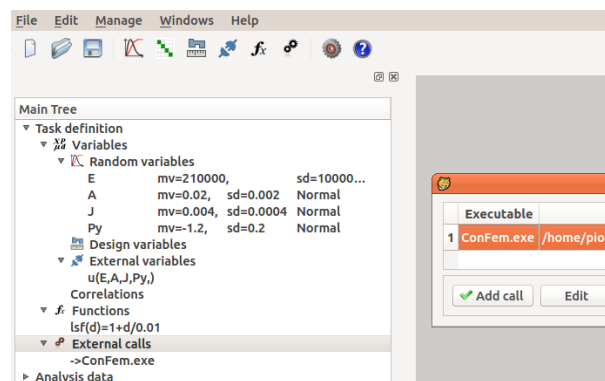 File Edit Manage Windows Help
Main Tree
Task definition
Variables
Random variables
E mv=210000, sd=10000...
A mv=0.02, sd=0.002 Normal
J mv=0.004, sd=0.0004 Normal
Py mv=-1.2, sd=0.2 Normal
Design variables
External variables
u(E,A,J,Py,)
Correlations
Functions
lsf(d)=1+d/0.01
External calls
->ConFem.exe
Analysis data
Executable
1 ConFem.exe /home/pio
Add call Edit